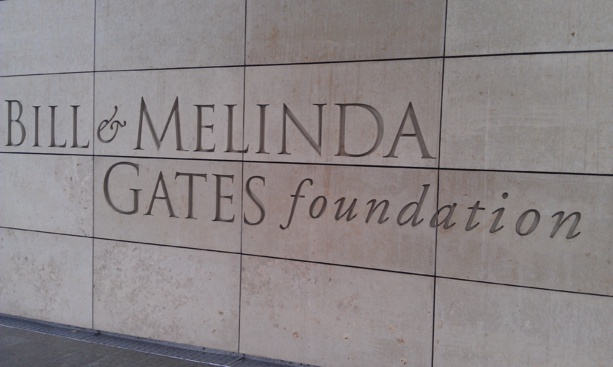 BILL & MELINDA
GATES foundation